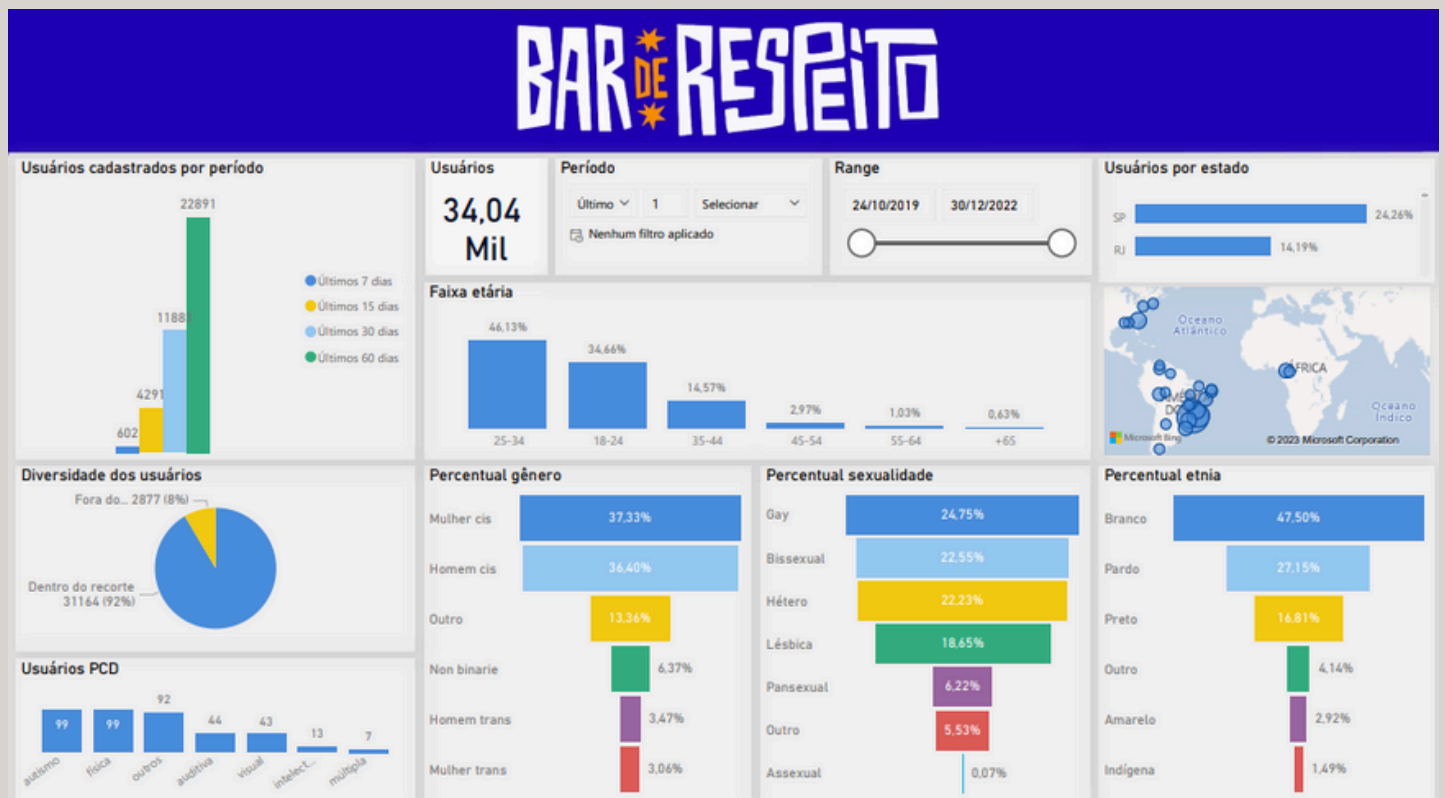 BAR DE RESPEITO
Usuários cadastrados por período
22891
11883
4291
602
Últimos 7 dias
Últimos 15 dias
Últimos 30 dias
Últimos 60 dias
Usuários
34,04
Mil
Período
Último 1 Selecionar
Nenhum filtro aplicado
Range
24/10/2019 30/12/2022
Usuários por estado
SP 24,26%
RJ 14,19%
Faixa etária
46,13%
34,66%
14,57%
2,97%
1,03%
0,63%
25-34 18-24 35-44 45-54 55-64 +65
Oceano
Atlântico
ÁFRICA
Oceano
Índico
Microsoft Bing
© 2023 Microsoft Corporation
Diversidade dos usuários
Fora do... 2877 (8%)
Dentro do recorte
31164 (92%)
Usuários PCD
99 99 92 44 43 13 7
autismo física outros auditiva visual intelect... múltipla
Percentual gênero
Mulher cis 37,33%
Homem cis 36,40%
Outro 13,36%
Non binarie 6,37%
Homem trans 3,47%
Mulher trans 3,06%
Percentual sexualidade
Gay 24,75%
Bissexual 22,55%
Hétero 22,23%
Lésbica 18,65%
Pansexual 6,22%
Outro 5,53%
Assexual 0,07%
Percentual etnia
Branco 47,50%
Pardo 27,15%
Preto 16,81%
Outro 4,14%
Amarelo 2,92%
Indígena 1,49%